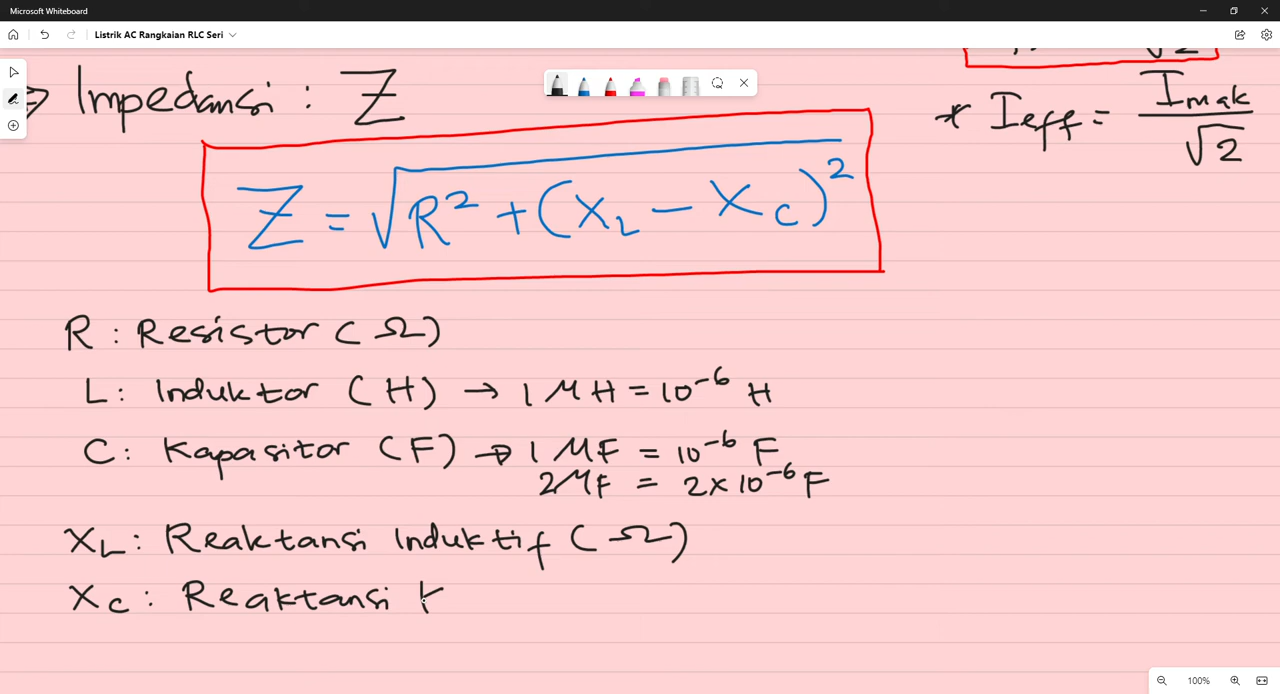 Microsoft Whiteboard
Listrik AC Rangkaian RLC Seri
Impedansi : Z
* Ieff = Imak / √2
Z = √R² + (XL - XC)²
R : Resistor (Ω)
L : Induktor (H) → 1 μH = 10⁻⁶ H
C : Kapasitor (F) → 1 μF = 10⁻⁶ F
2μF = 2 x 10⁻⁶ F
XL : Reaktansi Induktif (Ω)
XC : Reaktansi
100%